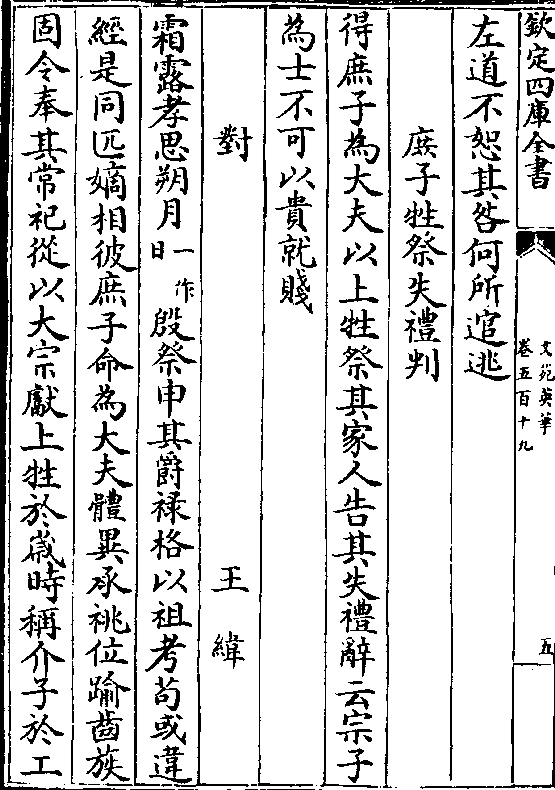 欽定四庫全書
文苑英華
卷五百十九
五
左道不恕其咎何所逭逃
庶子牲祭失禮判
得庶子為大夫以上牲祭其家人告其失禮辭云宗子
為士不可以貴就賤
對 王緯
霜露孝思朔月一作日殷祭申其爵祿格以祖考苟或違
經是同匹嫡相彼庶子命為大夫體異承祧位踰齒族
固令奉其常祀從以大宗獻上牲於歲時稱介子於工